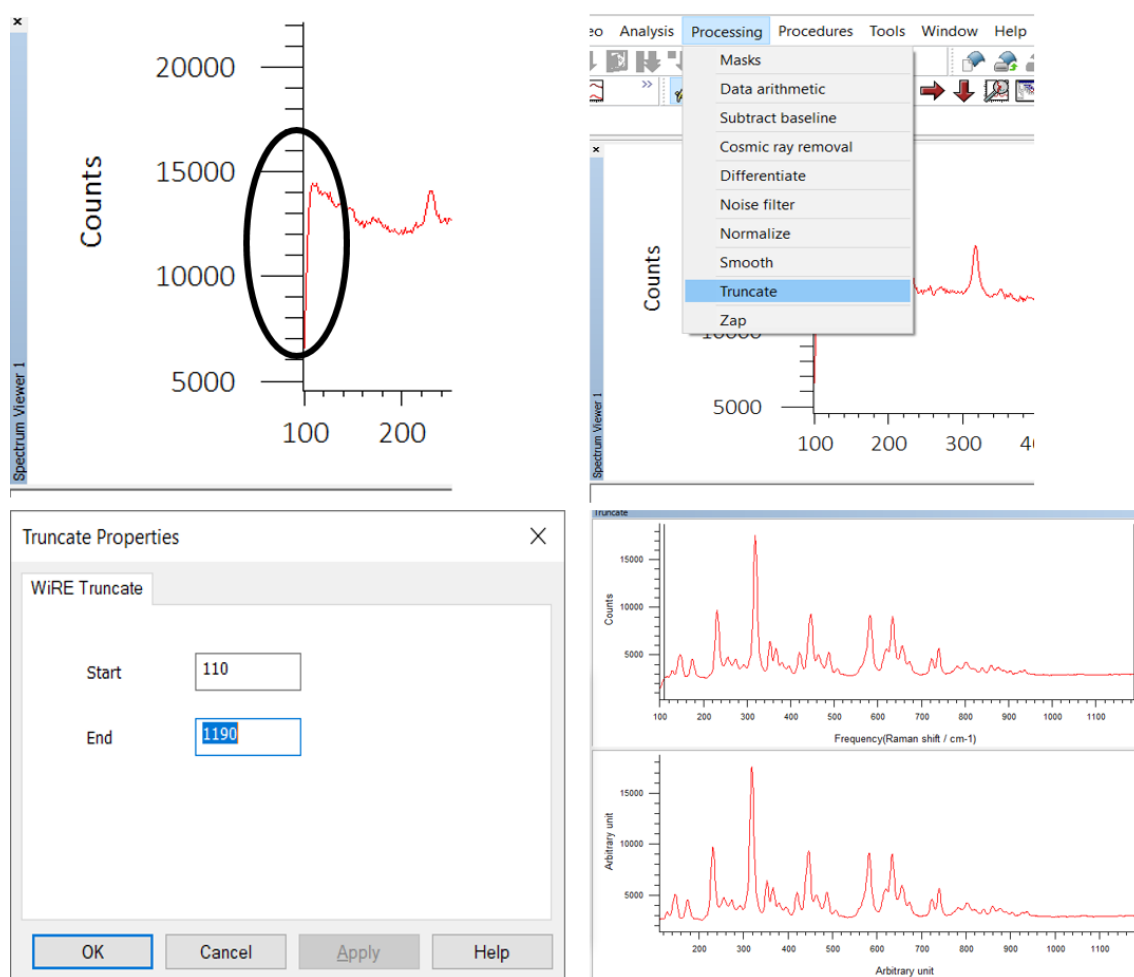 ×
20000
15000
10000
5000
Counts
100 200
Spectrum Viewer 1
eo Analysis Processing Procedures Tools Window Help
Masks
Data arithmetic
Subtract baseline
Cosmic ray removal
Differentiate
Noise filter
Normalize
Smooth
Truncate
Zap
»
×
Counts
5000
100 200 300
Spectrum Viewer 1
Truncate Properties
WiRE Truncate
Start 110
End 1190
OK Cancel Apply Help
Truncate
15000
10000
5000
Counts
100 200 300 400 500 600 700 800 900 1000 1100
Frequency(Raman shift / cm-1)
15000
10000
5000
Arbitrary unit
200 300 400 500 600 700 800 900 1000 1100
Arbitrary unit